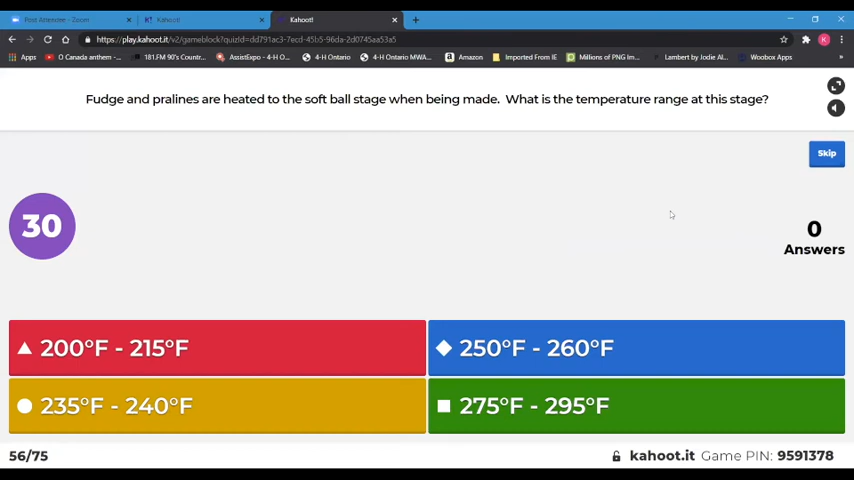 Post Attendee - Zoom
Kahoot!
Kahoot!
https://play.kahoot.it/v2/gameblock?quizId=dd791ac3-7ecd-45b5-96da-2d0745aa53a5
Apps O Canada anthem -... 181.FM 90's Countr... AssistExpo - 4-H O... 4-H Ontario 4-H Ontario MWA... Amazon Imported From IE Millions of PNG Im... Lambert by Jodie Al... Woobox Apps
Fudge and pralines are heated to the soft ball stage when being made. What is the temperature range at this stage?
Skip
30
0
Answers
200°F - 215°F
250°F - 260°F
235°F - 240°F
275°F - 295°F
56/75
kahoot.it Game PIN: 9591378